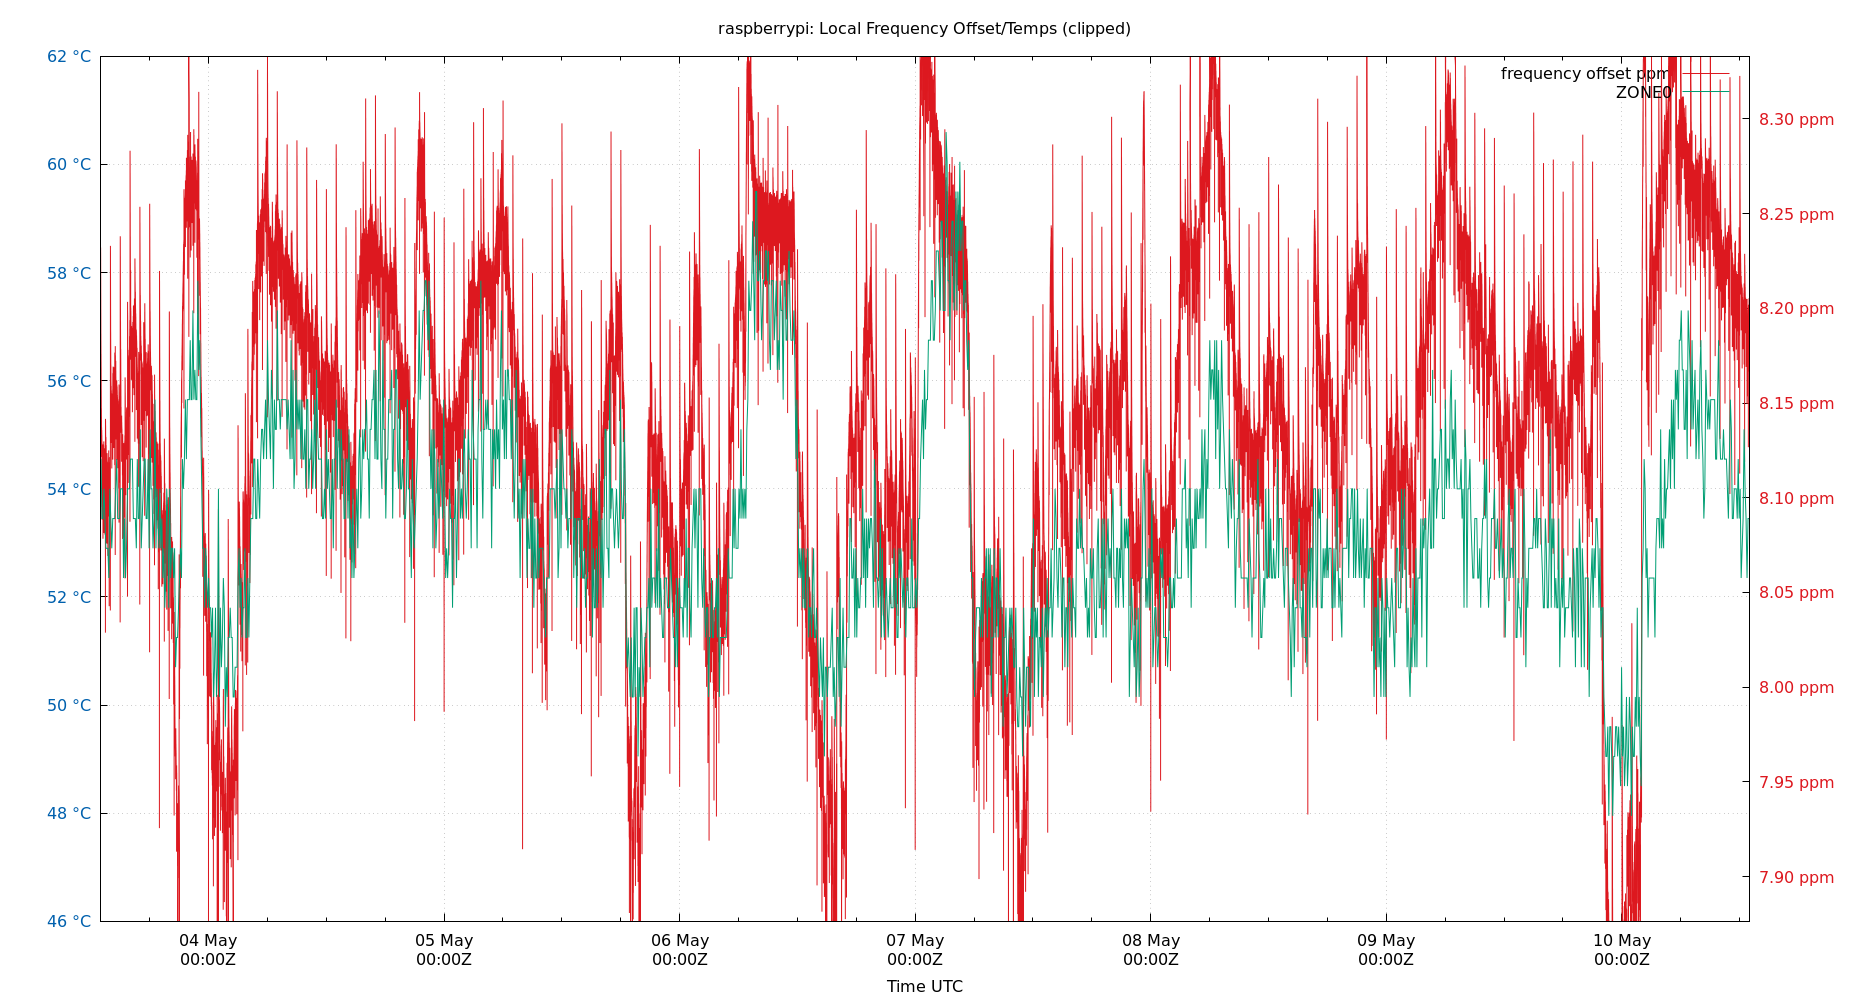 raspberrypi: Local Frequency Offset/Temps (clipped)
62 °C
60 °C
58 °C
56 °C
54 °C
52 °C
50 °C
48 °C
46 °C
frequency offset ppm
ZONE0
8.30 ppm
8.25 ppm
8.20 ppm
8.15 ppm
8.10 ppm
8.05 ppm
8.00 ppm
7.95 ppm
7.90 ppm
04 May 05 May 06 May 07 May 08 May 09 May 10 May
00:00Z 00:00Z 00:00Z 00:00Z 00:00Z 00:00Z 00:00Z
Time UTC